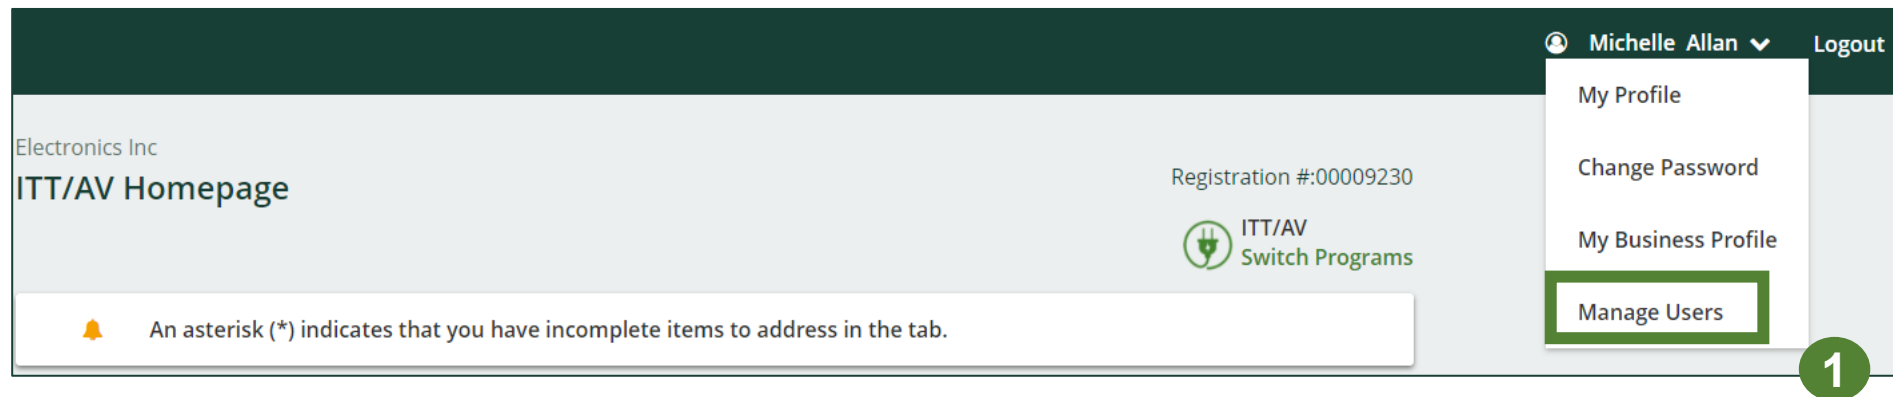 Michelle Allan
Logout
My Profile
Change Password
My Business Profile
Manage Users
Electronics Inc
ITT/AV Homepage
Registration #:00009230
ITT/AV
Switch Programs
An asterisk (*) indicates that you have incomplete items to address in the tab.
1